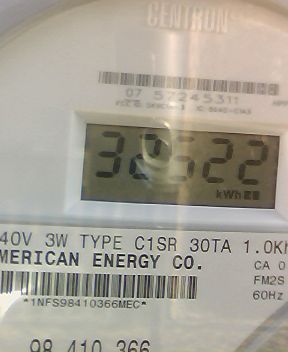 CENTRON
07 57245311
32522
kWh
40V 3W TYPE C1SR 30TA 1.0Kh
MERICAN ENERGY CO.
CA 0
FM2S
60Hz
*1NFS98410366MEC*
98 410 366